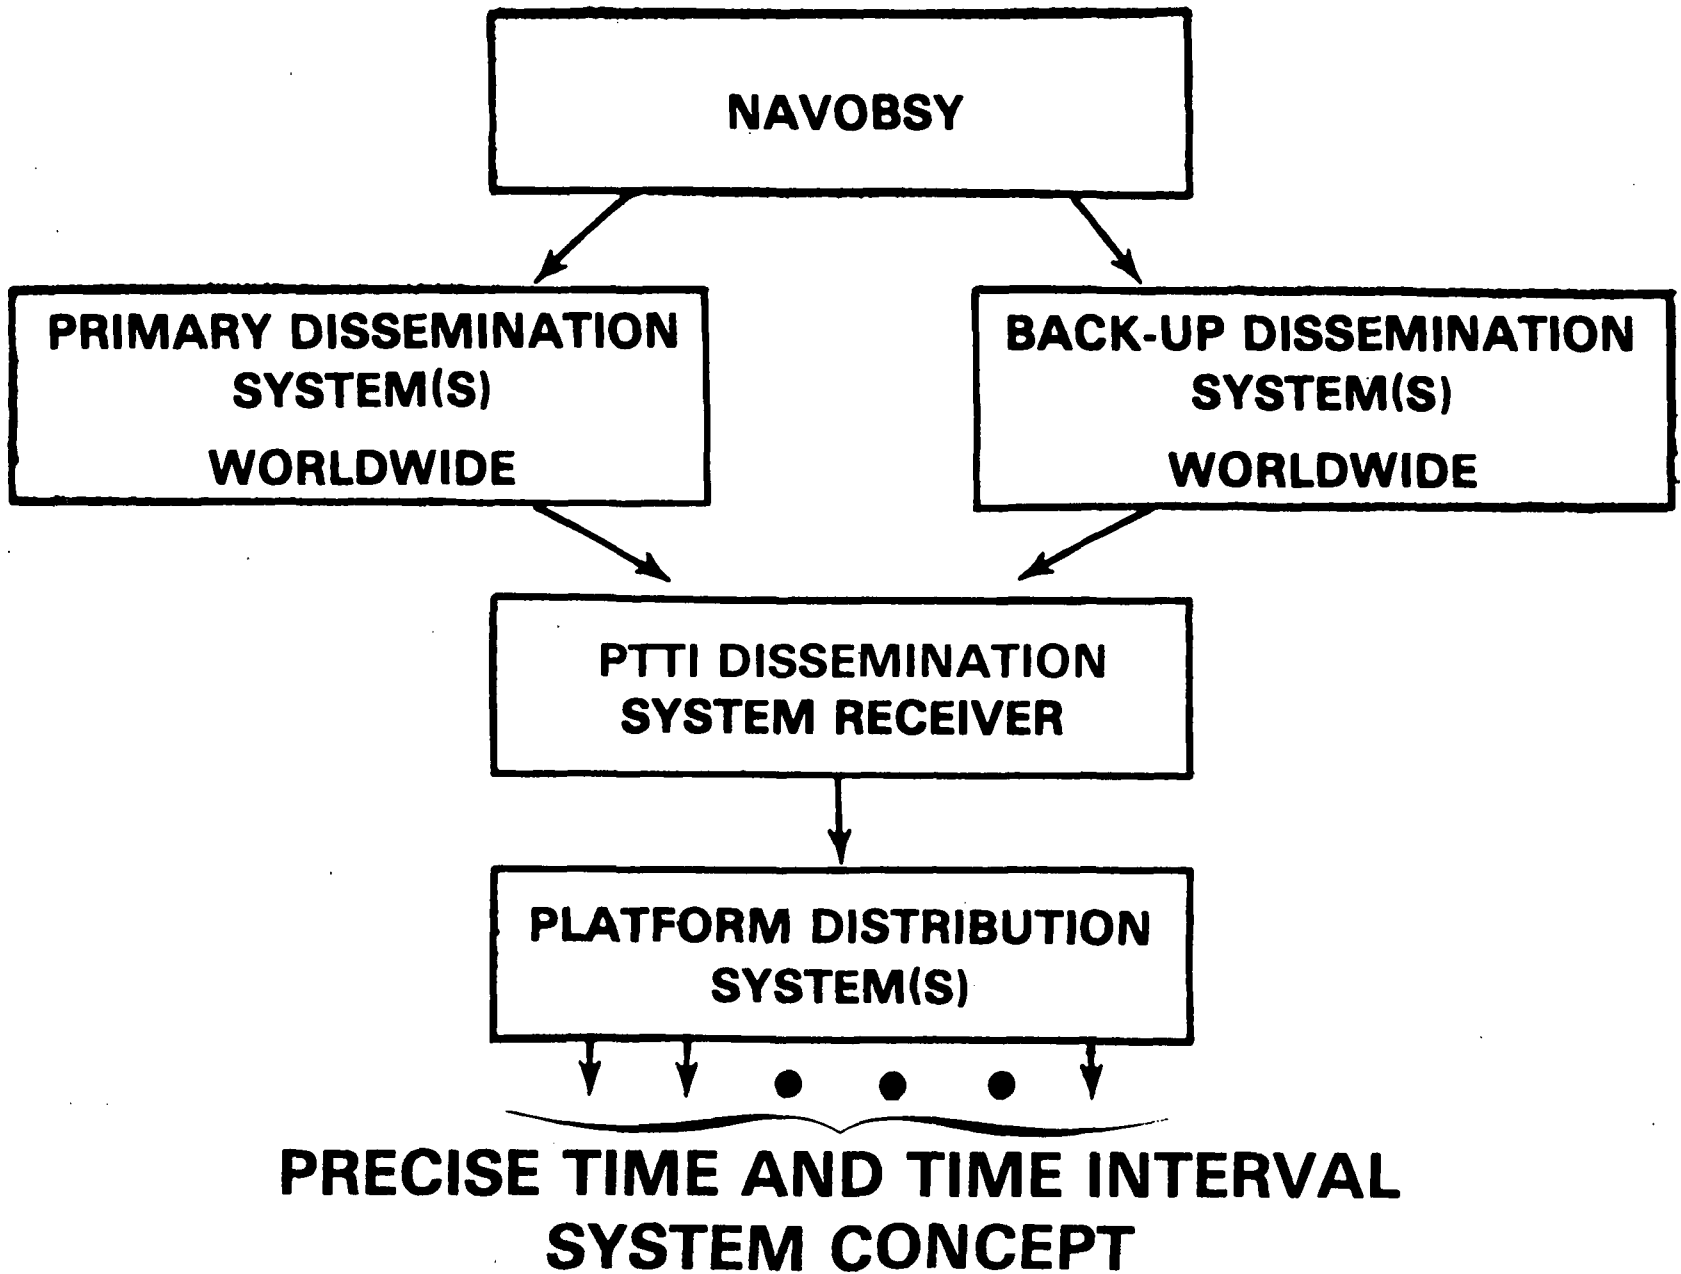 NAVOBSY
PRIMARY DISSEMINATION
SYSTEM(S)
WORLDWIDE
BACK-UP DISSEMINATION
SYSTEM(S)
WORLDWIDE
PTTI DISSEMINATION
SYSTEM RECEIVER
PLATFORM DISTRIBUTION
SYSTEM(S)
PRECISE TIME AND TIME INTERVAL
SYSTEM CONCEPT